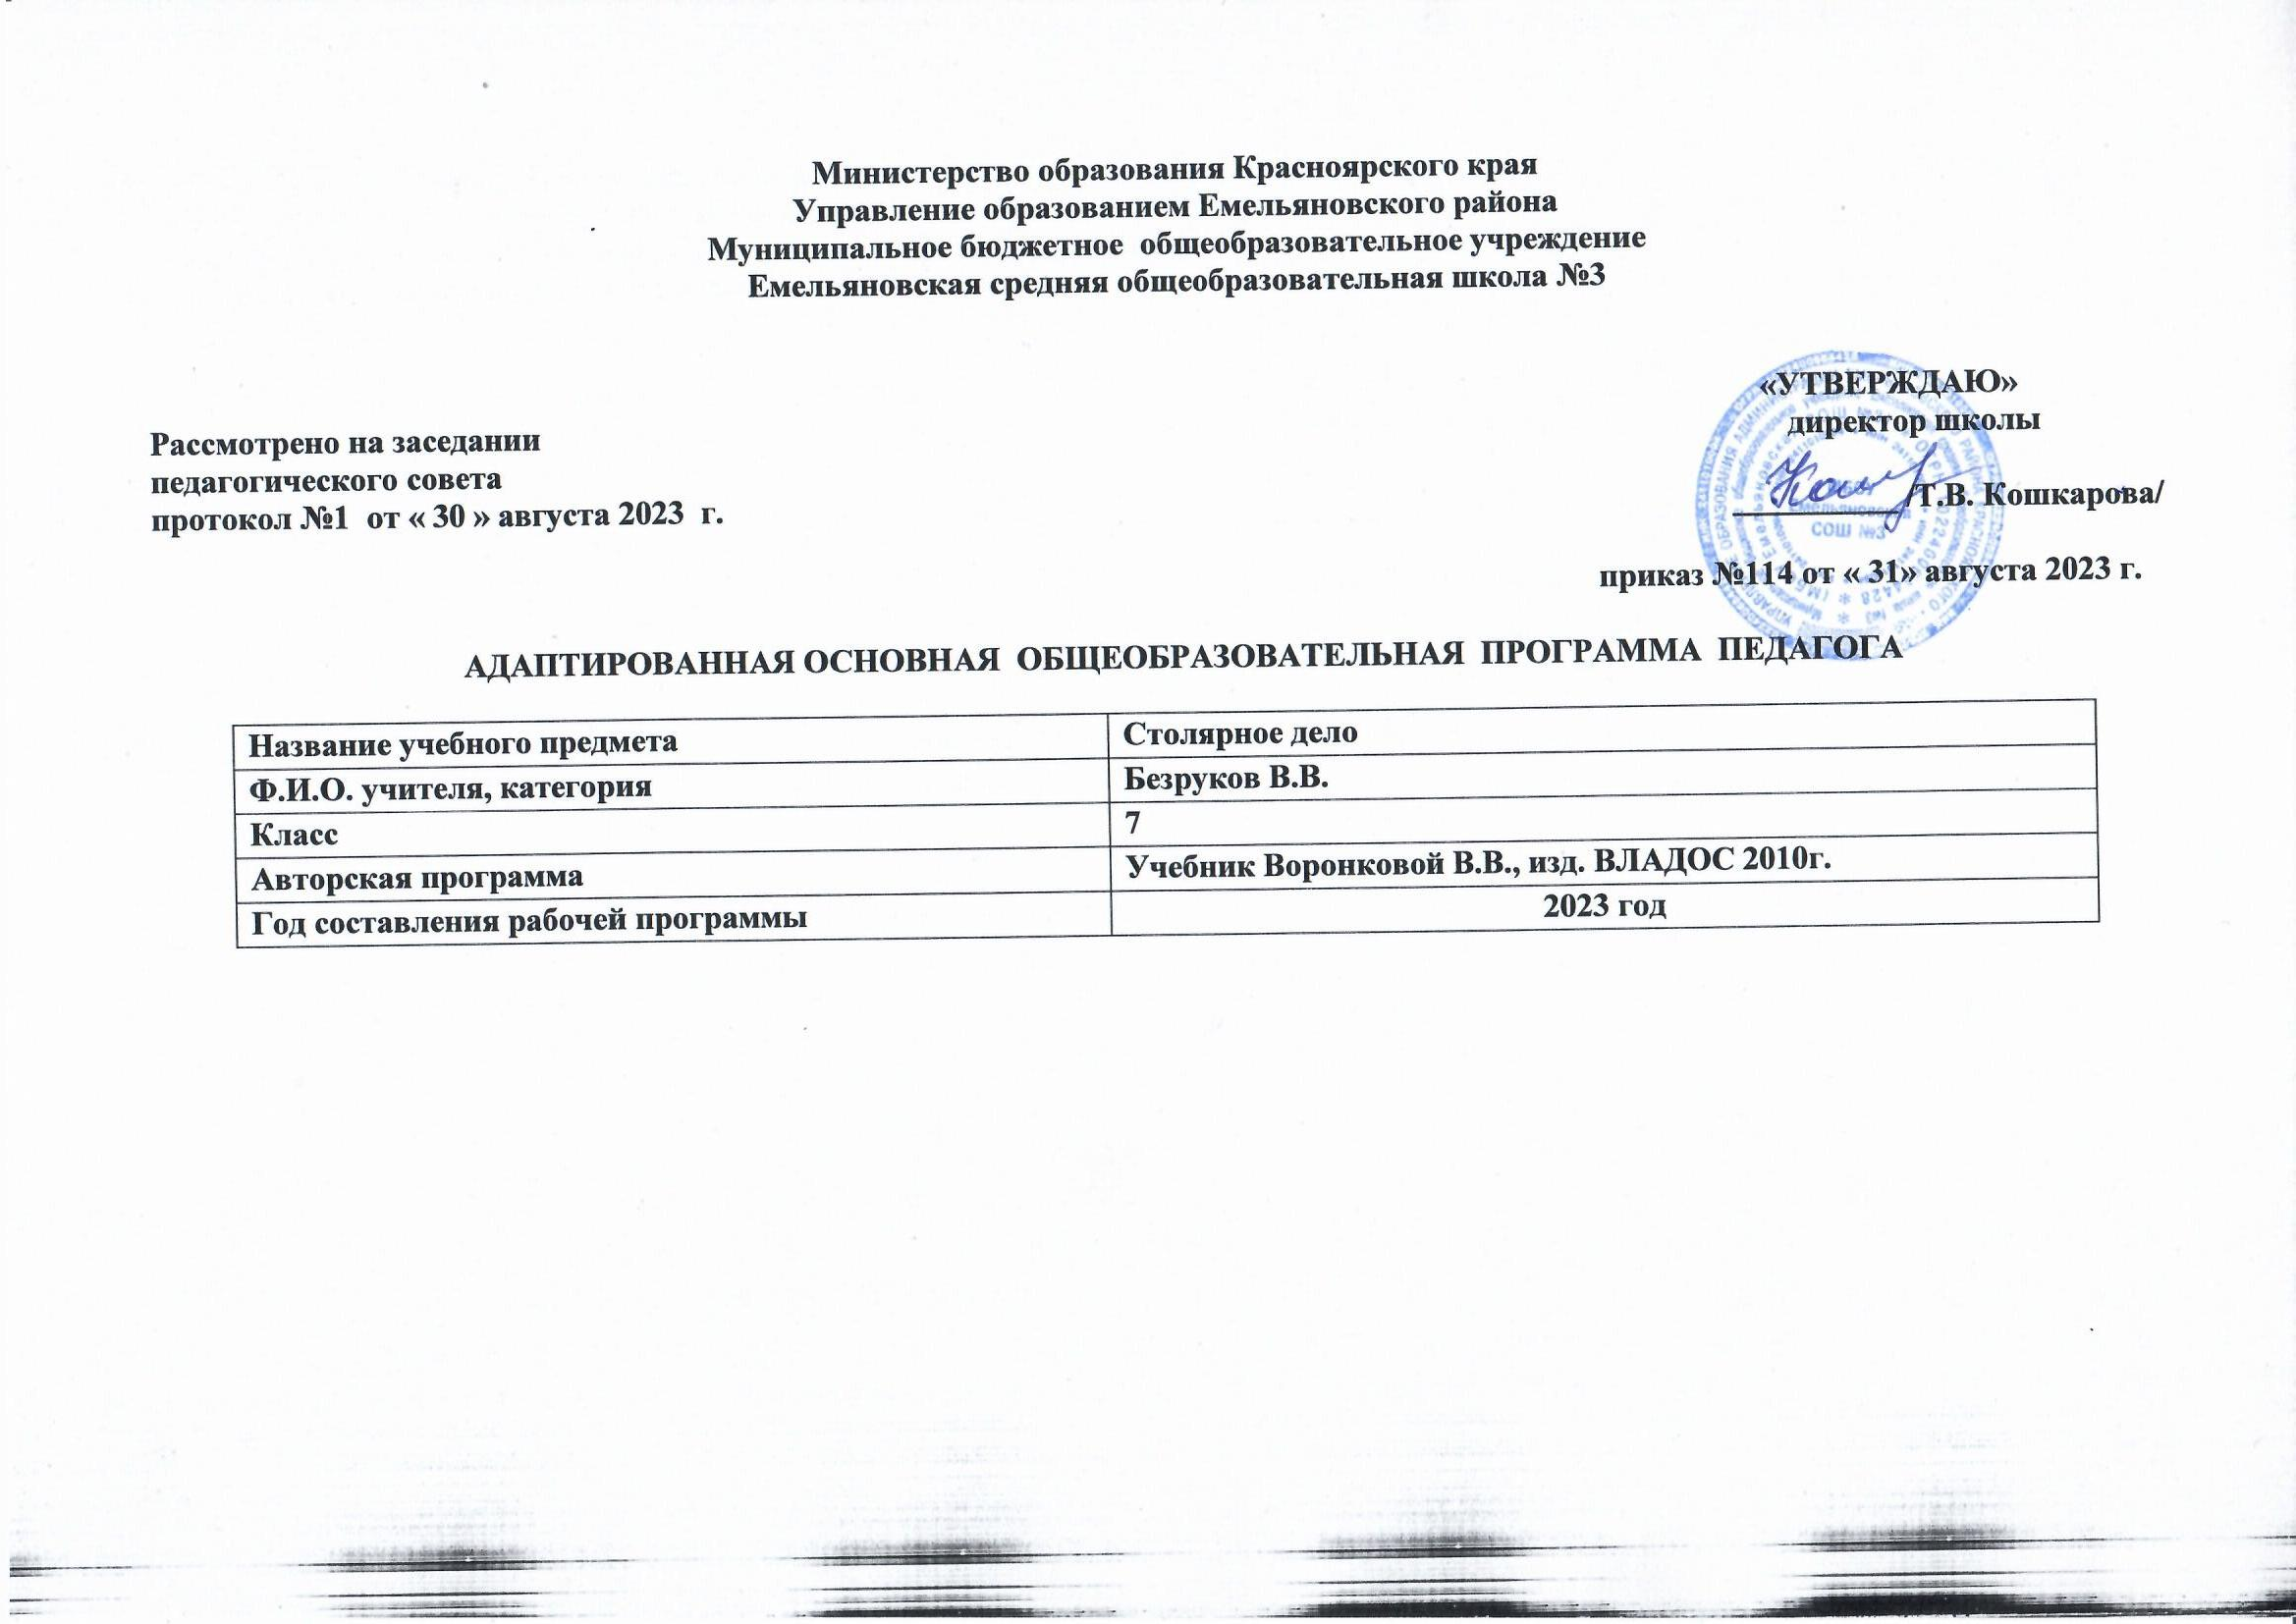 Министерство образования Красноярского края
Управление образованием Емельяновского района
Муниципальное бюджетное общеобразовательное учреждение
Емельяновская средняя общеобразовательная школа №3
Рассмотрено на заседании
педагогического совета
протокол №1 от « 30 » августа 2023 г.
«УТВЕРЖДАЮ»
директор школы
/Т.В. Кошкарова/
СОШ №3
приказ №114 от « 31» августа 2023 г.
АДАПТИРОВАННАЯ ОСНОВНАЯ ОБЩЕОБРАЗОВАТЕЛЬНАЯ ПРОГРАММА ПЕДАГОГА
Название учебного предмета Столярное дело
Ф.И.О. учителя, категория Безруков В.В.
Класс 7
Авторская программа Учебник Воронковой В.В., изд. ВЛАДОС 2010г.
Год составления рабочей программы 2023 год